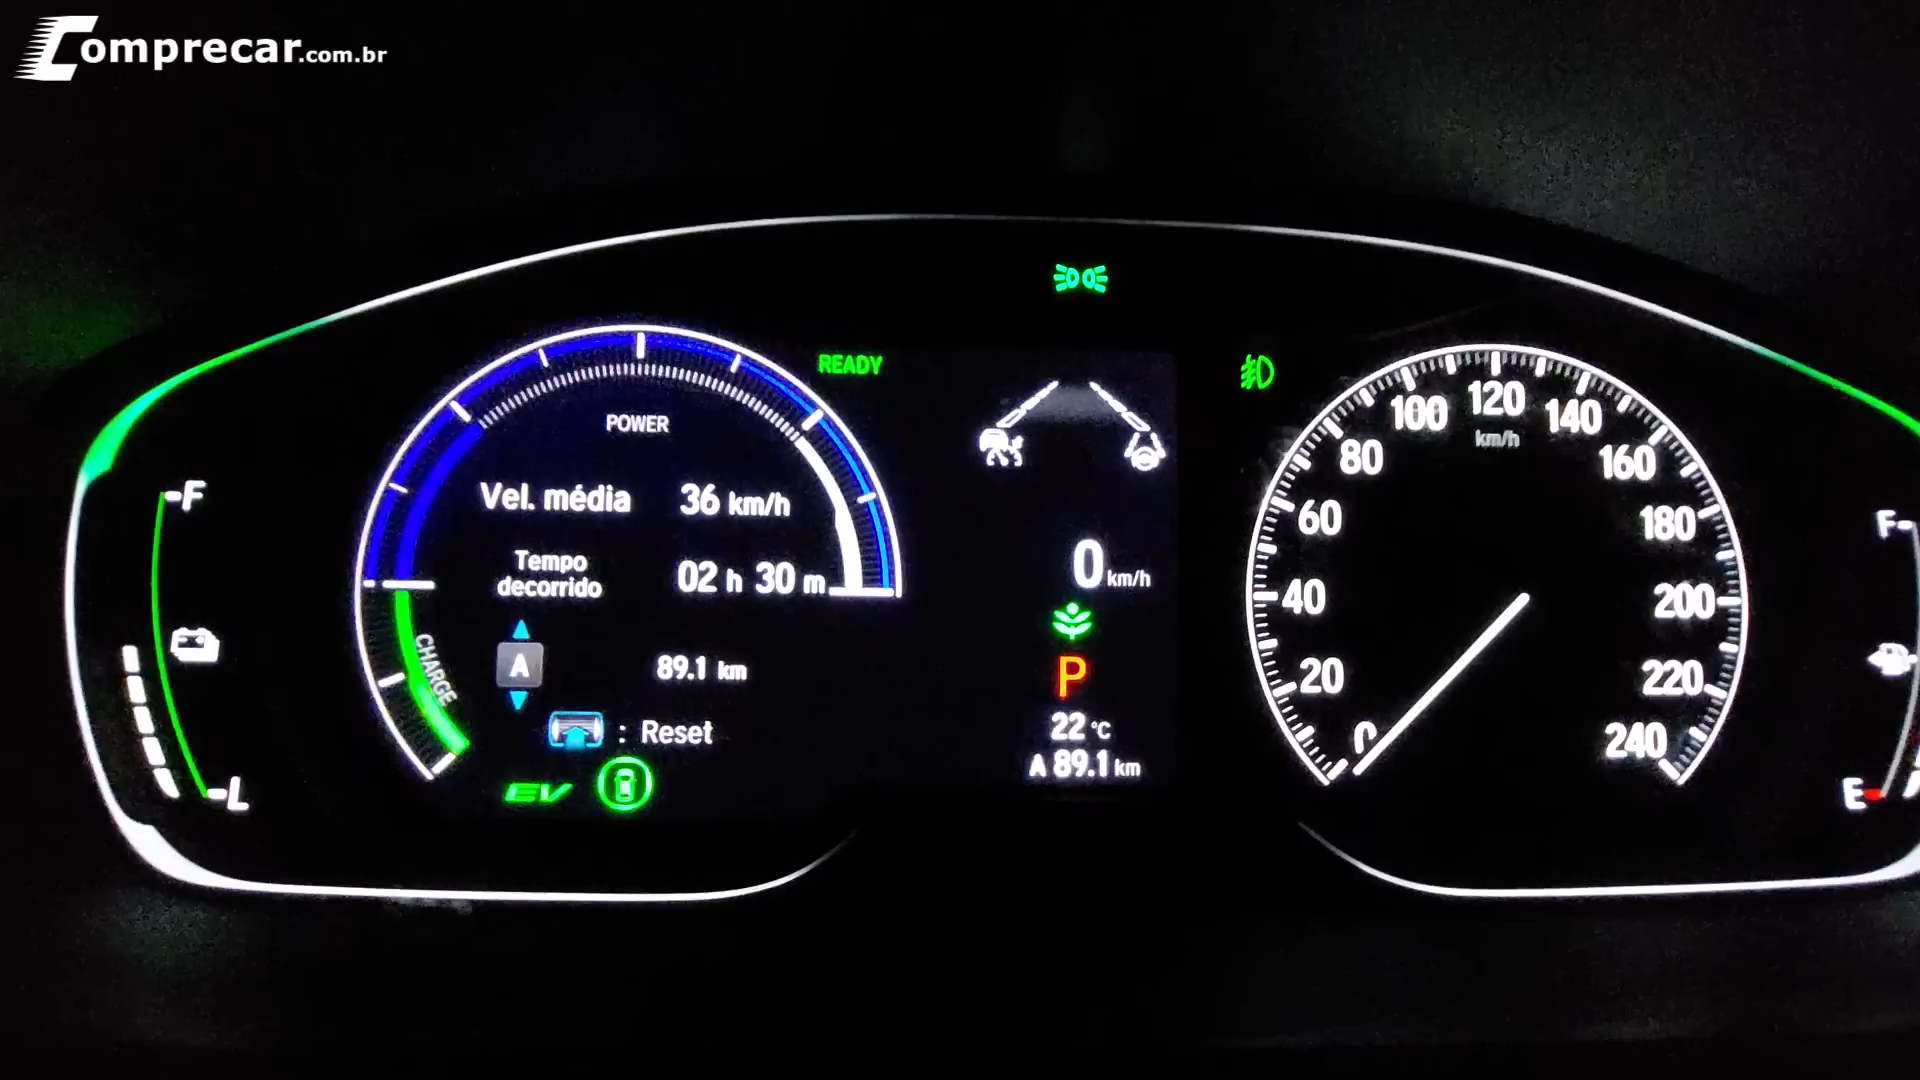 Comprecar.com.br
READY
POWER
Vel. média 36 km/h
Tempo decorrido 02 h 30 m
A 89.1 km
: Reset
CHARGE
EV
F
L
0 km/h
P
22 °C
A 89.1 km
0
20
40
60
80
100
120
km/h
140
160
180
200
220
240
F
E